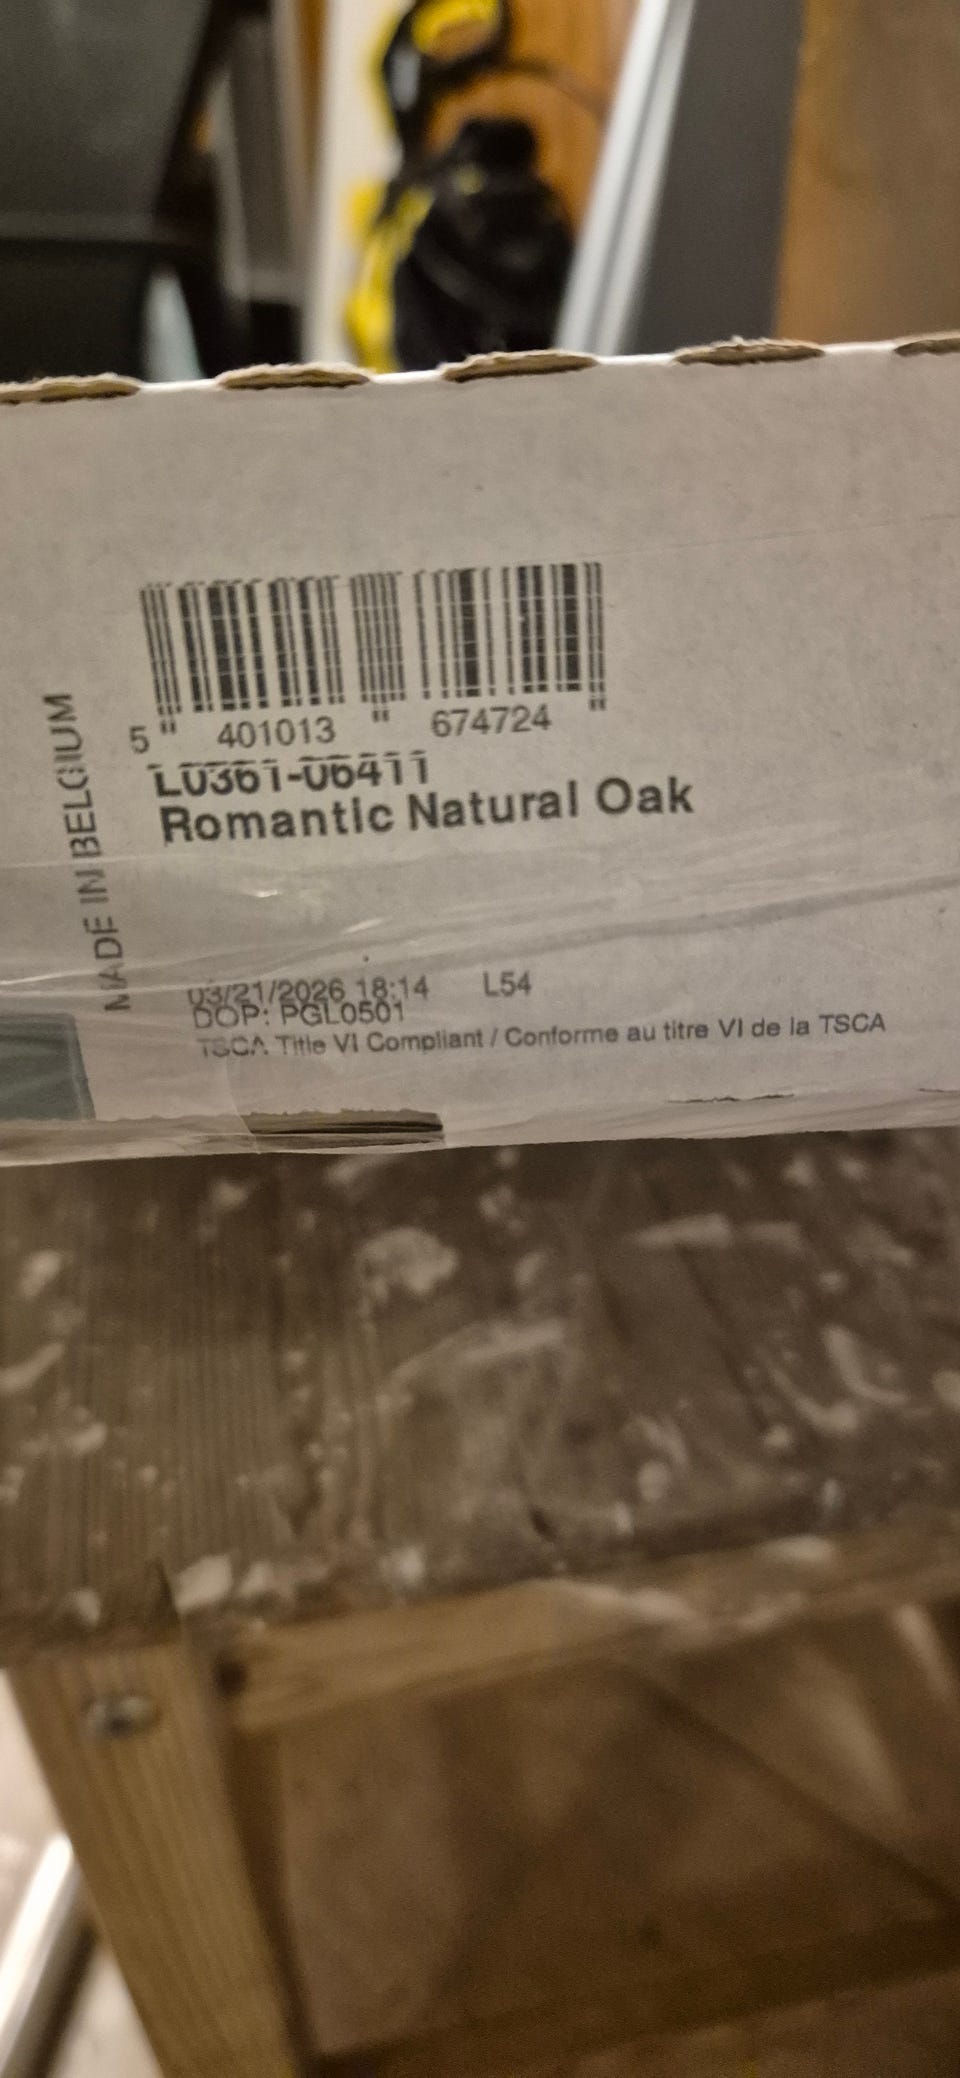 5 401013 674724
L0361-06411
Romantic Natural Oak
MADE IN BELGIUM
03/21/2026 18:14 L54
DOP: PGL0501
TSCA Title VI Compliant / Conforme au titre VI de la TSCA